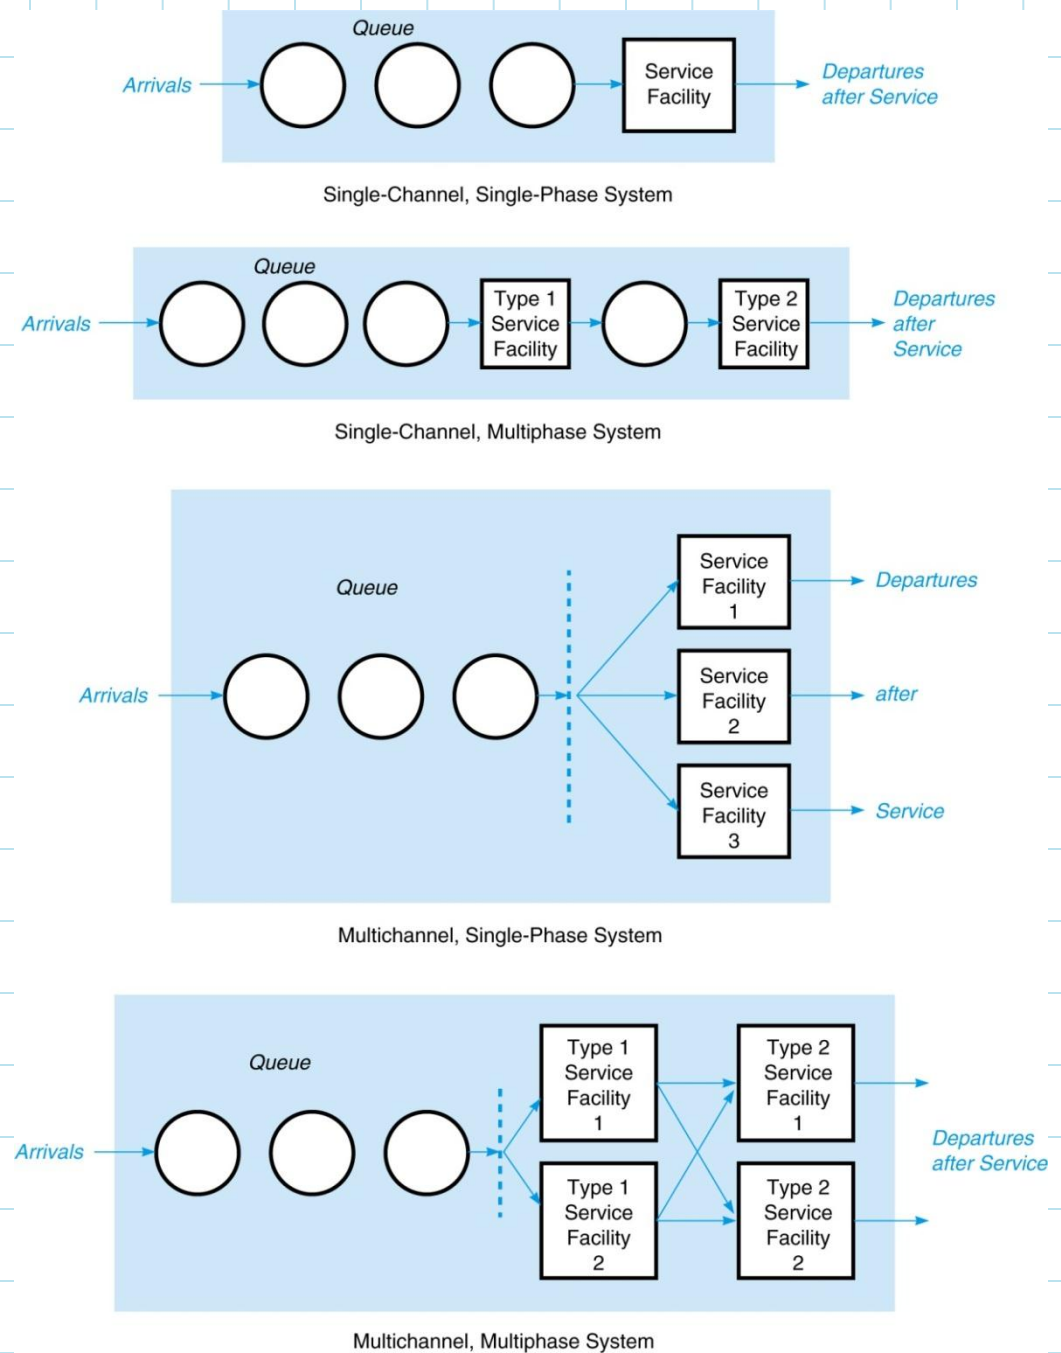 Queue
Arrivals
Service
Facility
Departures
after Service
Single-Channel, Single-Phase System
Queue
Arrivals
Type 1
Service
Facility
Type 2
Service
Facility
Departures
after
Service
Single-Channel, Multiphase System
Queue
Arrivals
Service
Facility
1
Departures
Service
Facility
2
after
Service
Facility
3
Service
Multichannel, Single-Phase System
Queue
Arrivals
Type 1
Service
Facility
1
Type 2
Service
Facility
1
Type 1
Service
Facility
2
Type 2
Service
Facility
2
Departures
after Service
Multichannel, Multiphase System